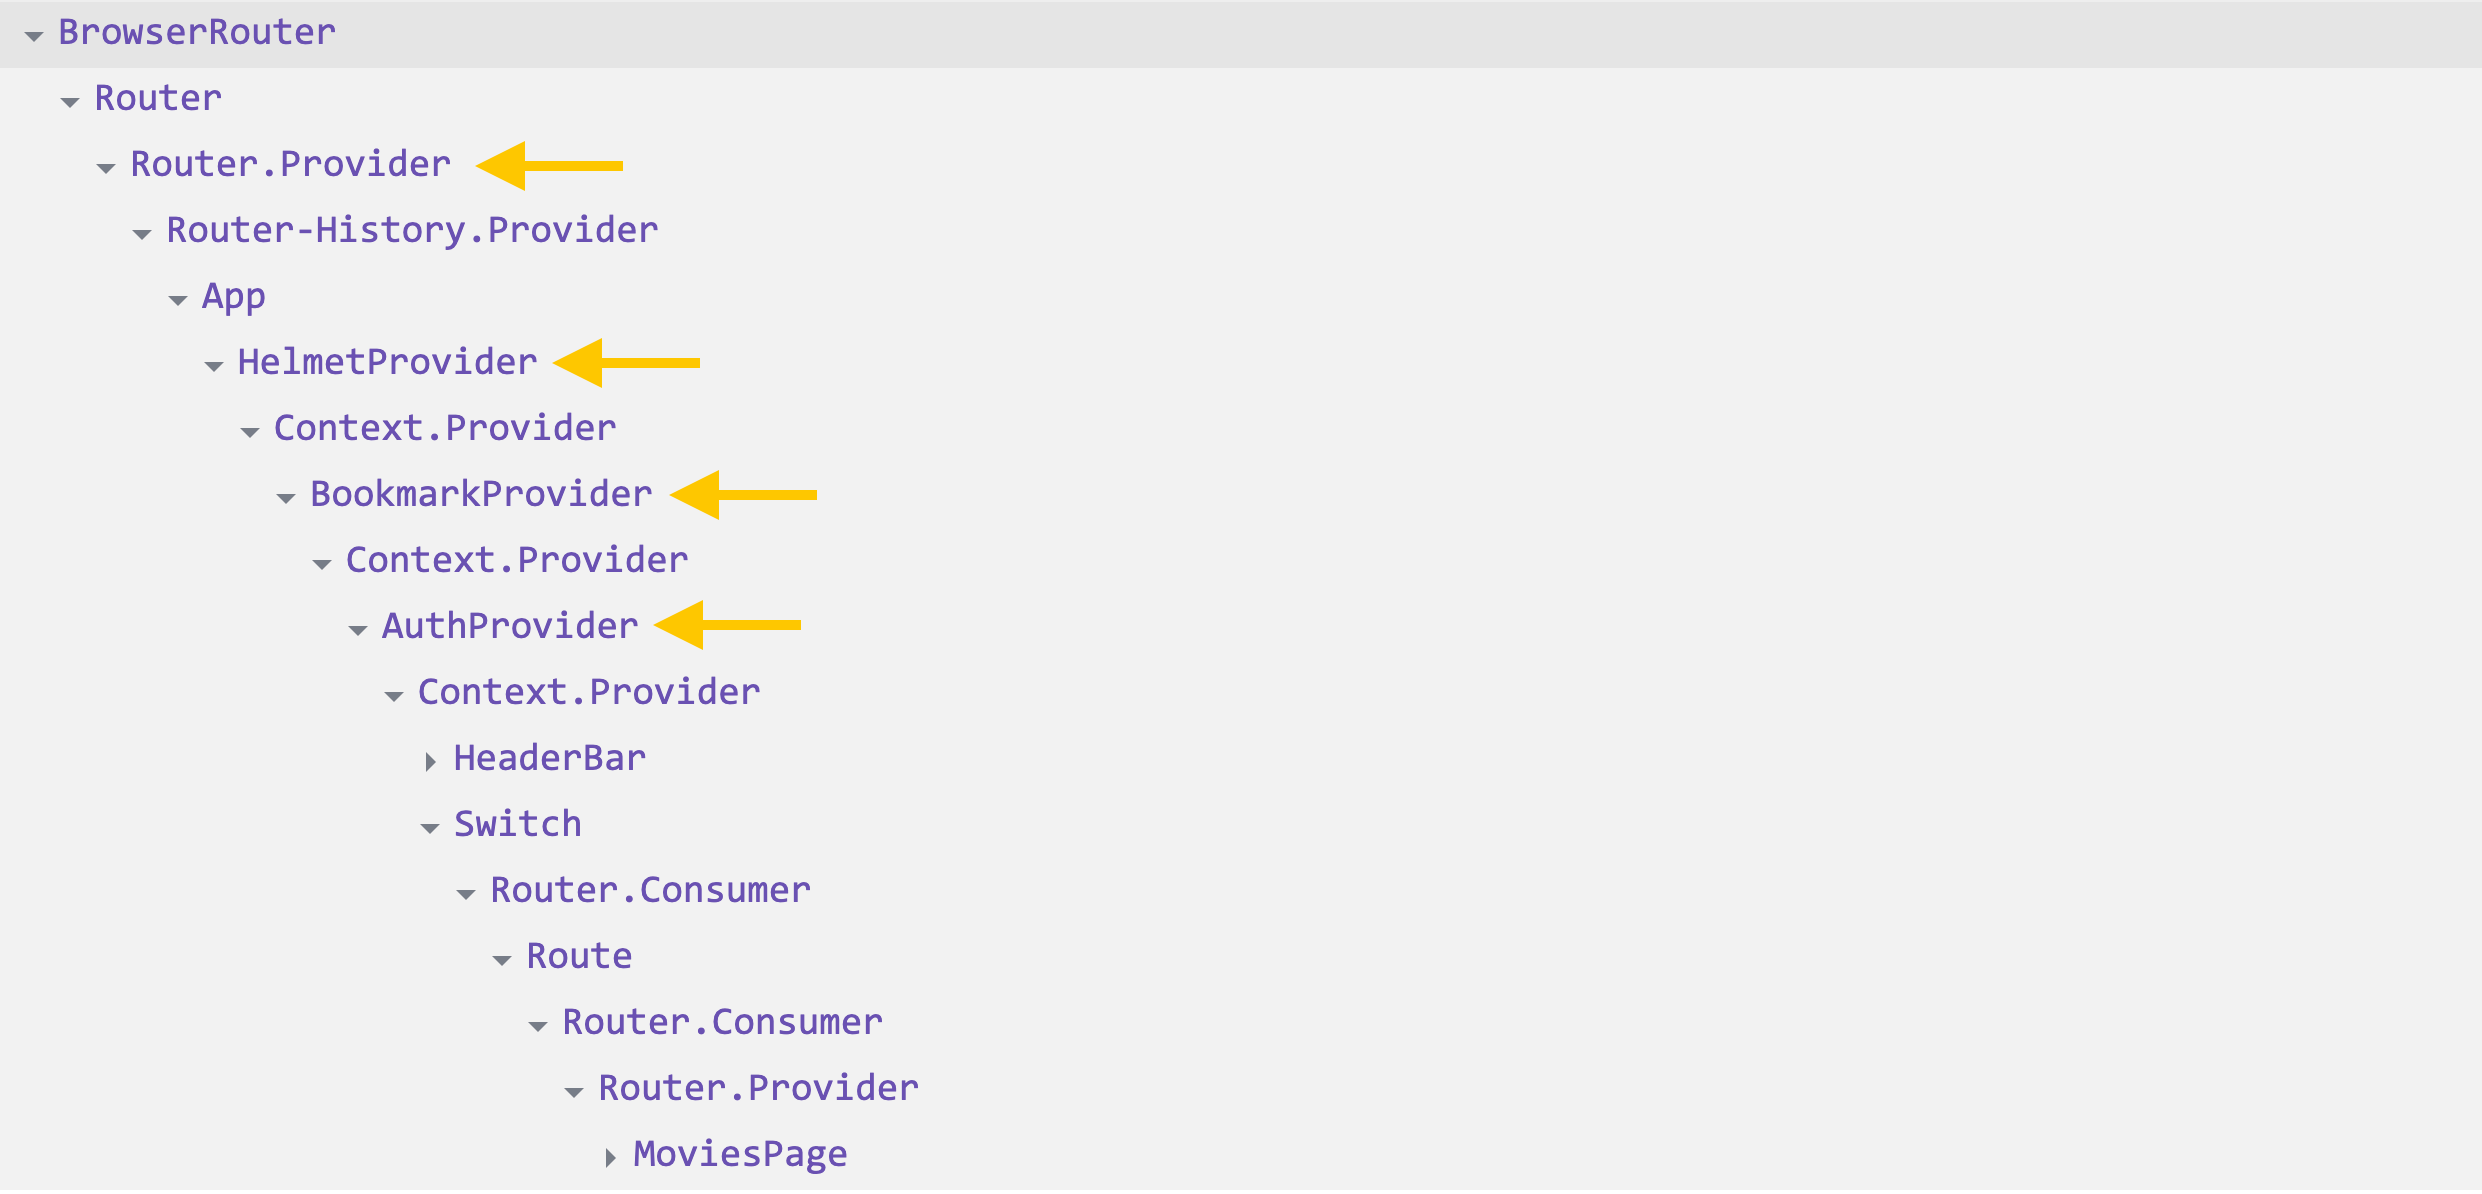 BrowserRouter
Router
Router.Provider
Router-History.Provider
App
HelmetProvider
Context.Provider
BookmarkProvider
Context.Provider
AuthProvider
Context.Provider
HeaderBar
Switch
Router.Consumer
Route
Router.Consumer
Router.Provider
MoviesPage